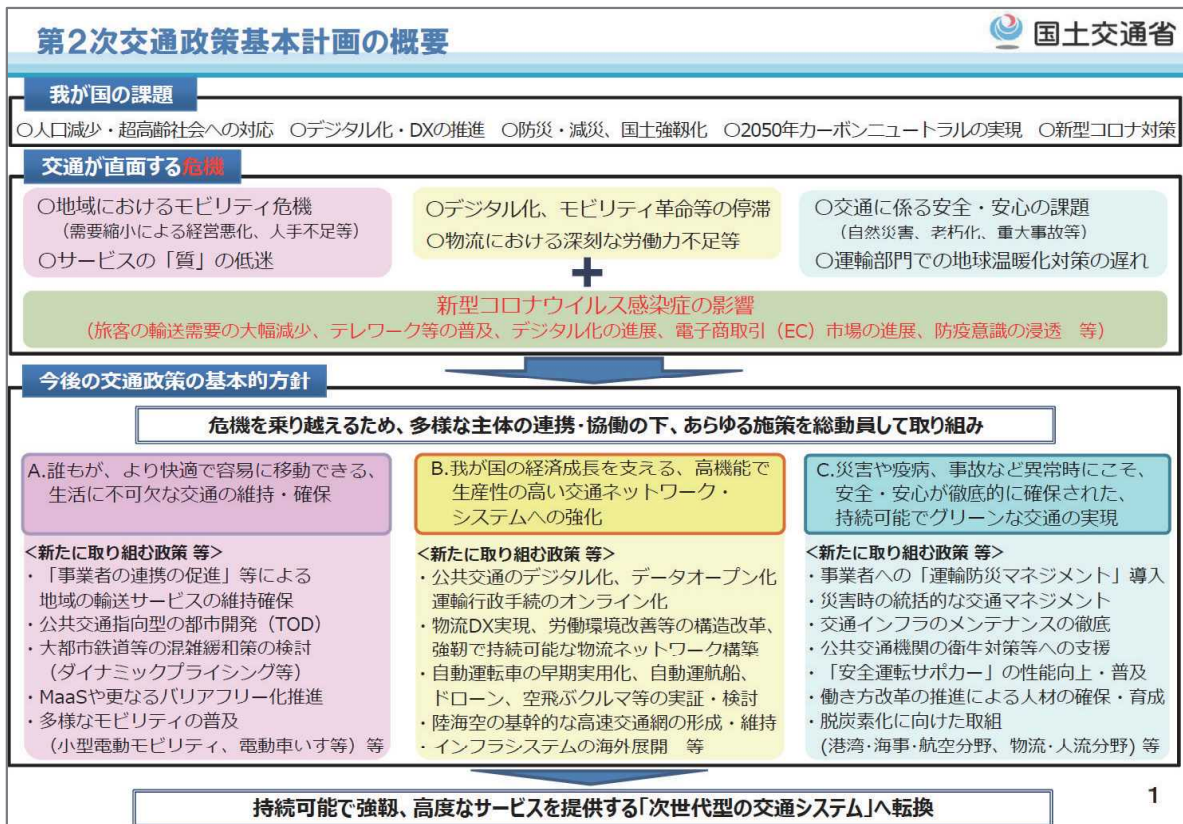 第2次交通政策基本計画の概要
国土交通省
我が国の課題
○人口減少・超高齢社会への対応 ○デジタル化・DXの推進 ○防災・減災、国土強靱化 ○2050年カーボンニュートラルの実現 ○新型コロナ対策
交通が直面する危機
○地域におけるモビリティ危機
(需要縮小による経営悪化、人手不足等)
○サービスの「質」の低迷
○デジタル化、モビリティ革命等の停滞
○物流における深刻な労働力不足等
○交通に係る安全・安心の課題
(自然災害、老朽化、重大事故等)
○運輸部門での地球温暖化対策の遅れ
+
新型コロナウイルス感染症の影響
(旅客の輸送需要の大幅減少、テレワーク等の普及、デジタル化の進展、電子商取引(EC)市場の進展、防疫意識の浸透 等)
今後の交通政策の基本的方針
危機を乗り越えるため、多様な主体の連携・協働の下、あらゆる施策を総動員して取り組み
A.誰もが、より快適で容易に移動できる、
生活に不可欠な交通の維持・確保
<新たに取り組む政策 等>
・「事業者の連携の促進」等による
地域の輸送サービスの維持確保
・公共交通指向型の都市開発(TOD)
・大都市鉄道等の混雑緩和策の検討
(ダイナミックプライシング等)
・MaaSや更なるバリアフリー化推進
・多様なモビリティの普及
(小型電動モビリティ、電動車いす等)等
B.我が国の経済成長を支える、高機能で
生産性の高い交通ネットワーク・
システムへの強化
<新たに取り組む政策 等>
・公共交通のデジタル化、データオープン化
運輸行政手続のオンライン化
・物流DX実現、労働環境改善等の構造改革、
強靱で持続可能な物流ネットワーク構築
・自動運転車の早期実用化、自動運航船、
ドローン、空飛ぶクルマ等の実証・検討
・陸海空の基幹的な高速交通網の形成・維持
・インフラシステムの海外展開 等
C.災害や疫病、事故など異常時にこそ、
安全・安心が徹底的に確保された、
持続可能でグリーンな交通の実現
<新たに取り組む政策 等>
・事業者への「運輸防災マネジメント」導入
・災害時の統括的な交通マネジメント
・交通インフラのメンテナンスの徹底
・公共交通機関の衛生対策等への支援
・「安全運転サポカー」の性能向上・普及
・働き方改革の推進による人材の確保・育成
・脱炭素化に向けた取組
(港湾・海事・航空分野、物流・人流分野)等
持続可能で強靱、高度なサービスを提供する「次世代型の交通システム」へ転換
1